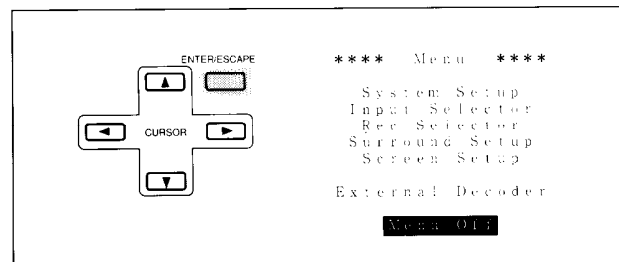 ENTER/ESCAPE
CURSOR
**** Menu ****
System Setup
Input Selector
Rec Selector
Surround Setup
Screen Setup
External Decoder
Menu Off